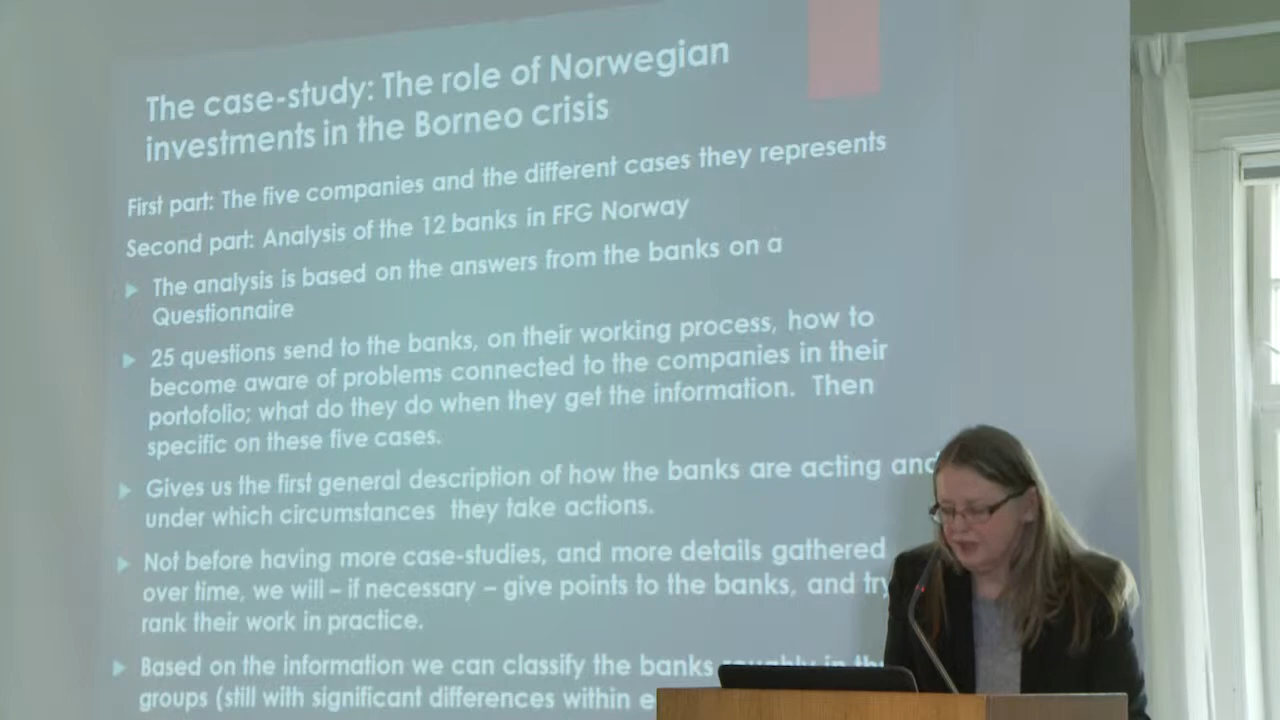 The case-study: The role of Norwegian
investments in the Borneo crisis
First part: The five companies and the different cases they represents
Second part: Analysis of the 12 banks in FFG Norway
The analysis is based on the answers from the banks on a
Questionnaire
25 questions send to the banks, on their working process, how to
become aware of problems connected to the companies in their
portofolio; what do they do when they get the information. Then
specific on these five cases.
Gives us the first general description of how the banks are acting and
under which circumstances they take actions.
Not before having more case-studies, and more details gathered
over time, we will – if necessary – give points to the banks, and try
rank their work in practice.
Based on the information we can classify the banks in
groups (still with significant differences within